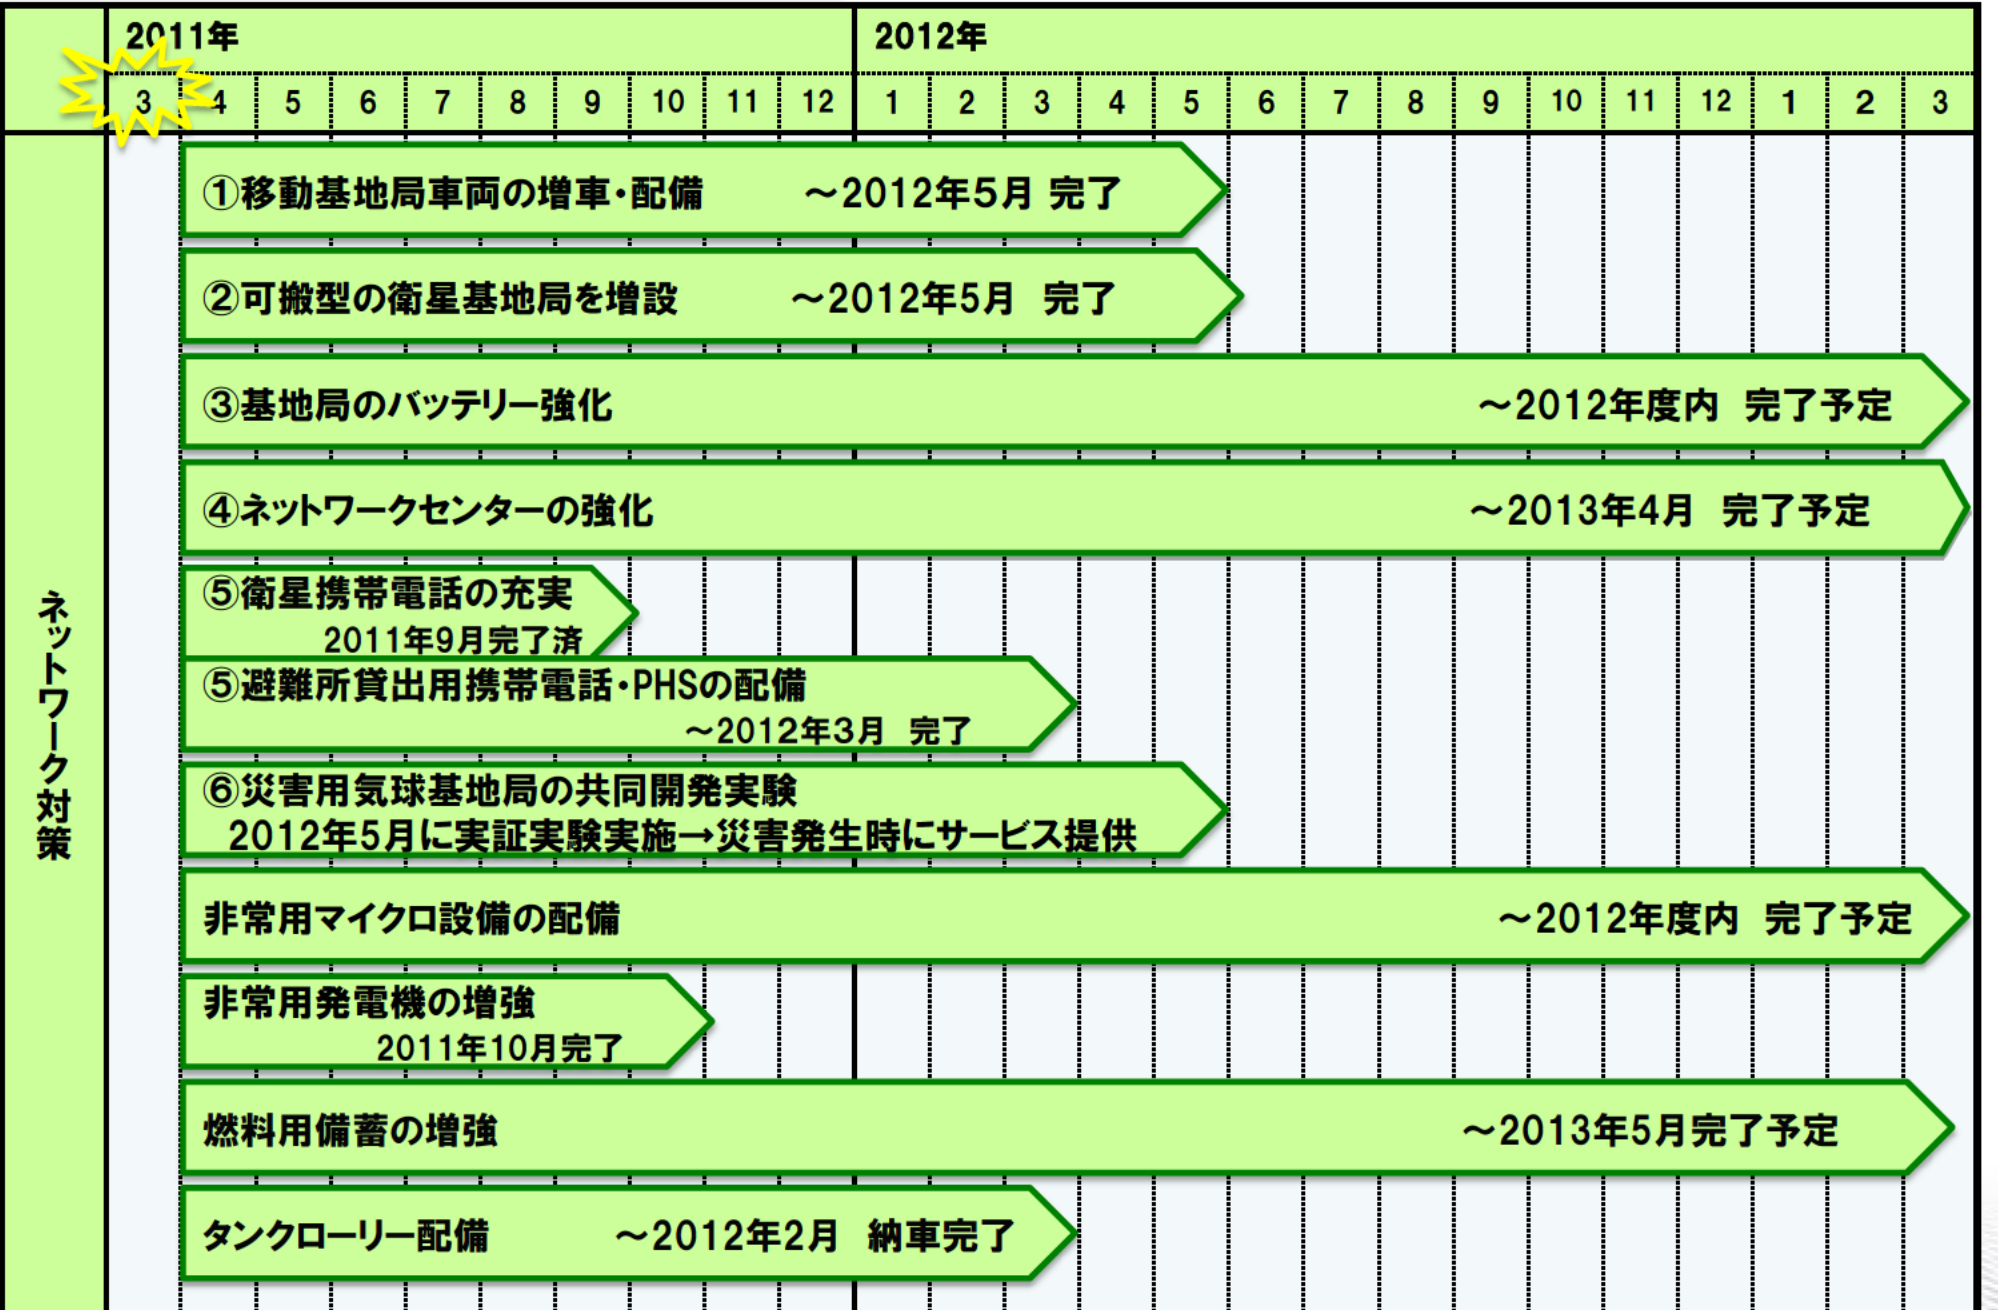 2011年
2012年
3 4 5 6 7 8 9 10 11 12 1 2 3 4 5 6 7 8 9 10 11 12 1 2 3
ネットワーク対策
①移動基地局車両の増車・配備 ～2012年5月 完了
②可搬型の衛星基地局を増設 ～2012年5月 完了
③基地局のバッテリー強化 ～2012年度内 完了予定
④ネットワークセンターの強化 ～2013年4月 完了予定
⑤衛星携帯電話の充実
2011年9月完了済
⑤避難所貸出用携帯電話・PHSの配備
～2012年3月 完了
⑥災害用気球基地局の共同開発実験
2012年5月に実証実験実施→災害発生時にサービス提供
非常用マイクロ設備の配備 ～2012年度内 完了予定
非常用発電機の増強
2011年10月完了
燃料用備蓄の増強 ～2013年5月完了予定
タンクローリー配備 ～2012年2月 納車完了